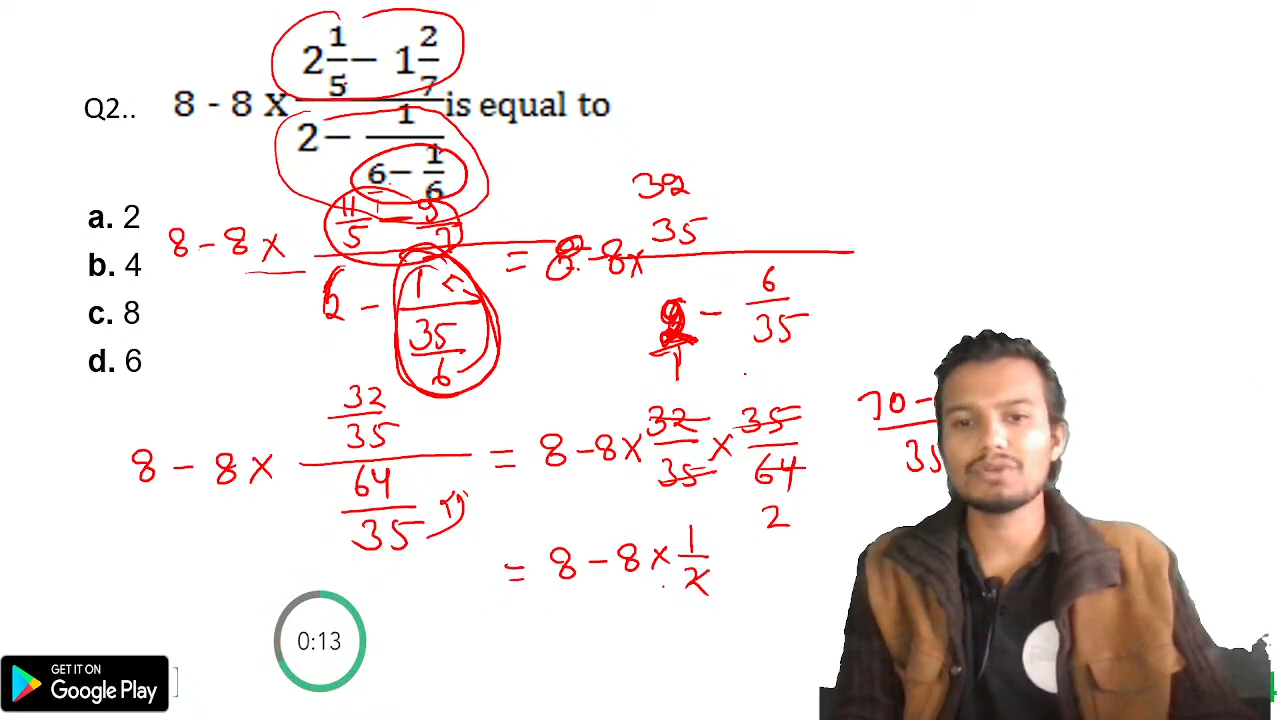 Q2.. 8 - 8 X (2 1/5 − 1 2/7) / (2 − 1/(6 − 1/6)) is equal to
a. 2
b. 4
c. 8
d. 6
8 − 8 × (11/5 − 9/7) / (2 − 1/(35/6)) = 8 − 8 × (32/35) / (2/1 − 6/35)
70 −
35
8 − 8 × (32/35) / (64/35) = 8 − 8 × 32/35 × 35/64
2
= 8 − 8 × 1/2
0:13
GET IT ON
Google Play